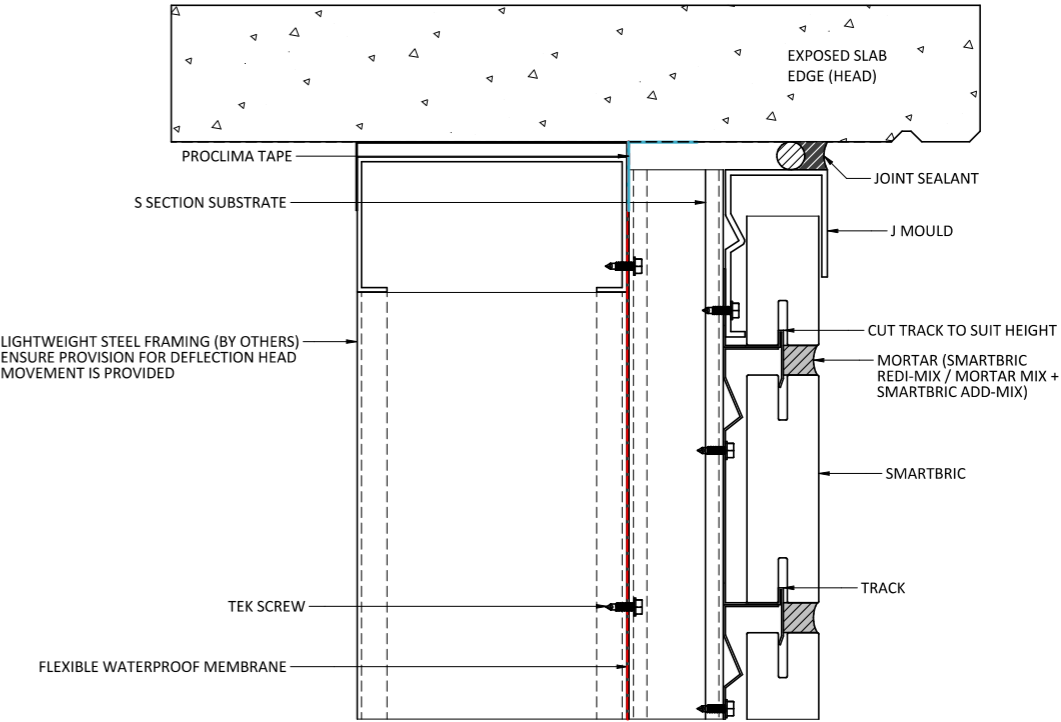 EXPOSED SLAB
EDGE (HEAD)
PROCLIMA TAPE
JOINT SEALANT
S SECTION SUBSTRATE
J MOULD
LIGHTWEIGHT STEEL FRAMING (BY OTHERS)
ENSURE PROVISION FOR DEFLECTION HEAD
MOVEMENT IS PROVIDED
CUT TRACK TO SUIT HEIGHT
MORTAR (SMARTBRIC
REDI-MIX / MORTAR MIX +
SMARTBRIC ADD-MIX)
SMARTBRIC
TRACK
TEK SCREW
FLEXIBLE WATERPROOF MEMBRANE